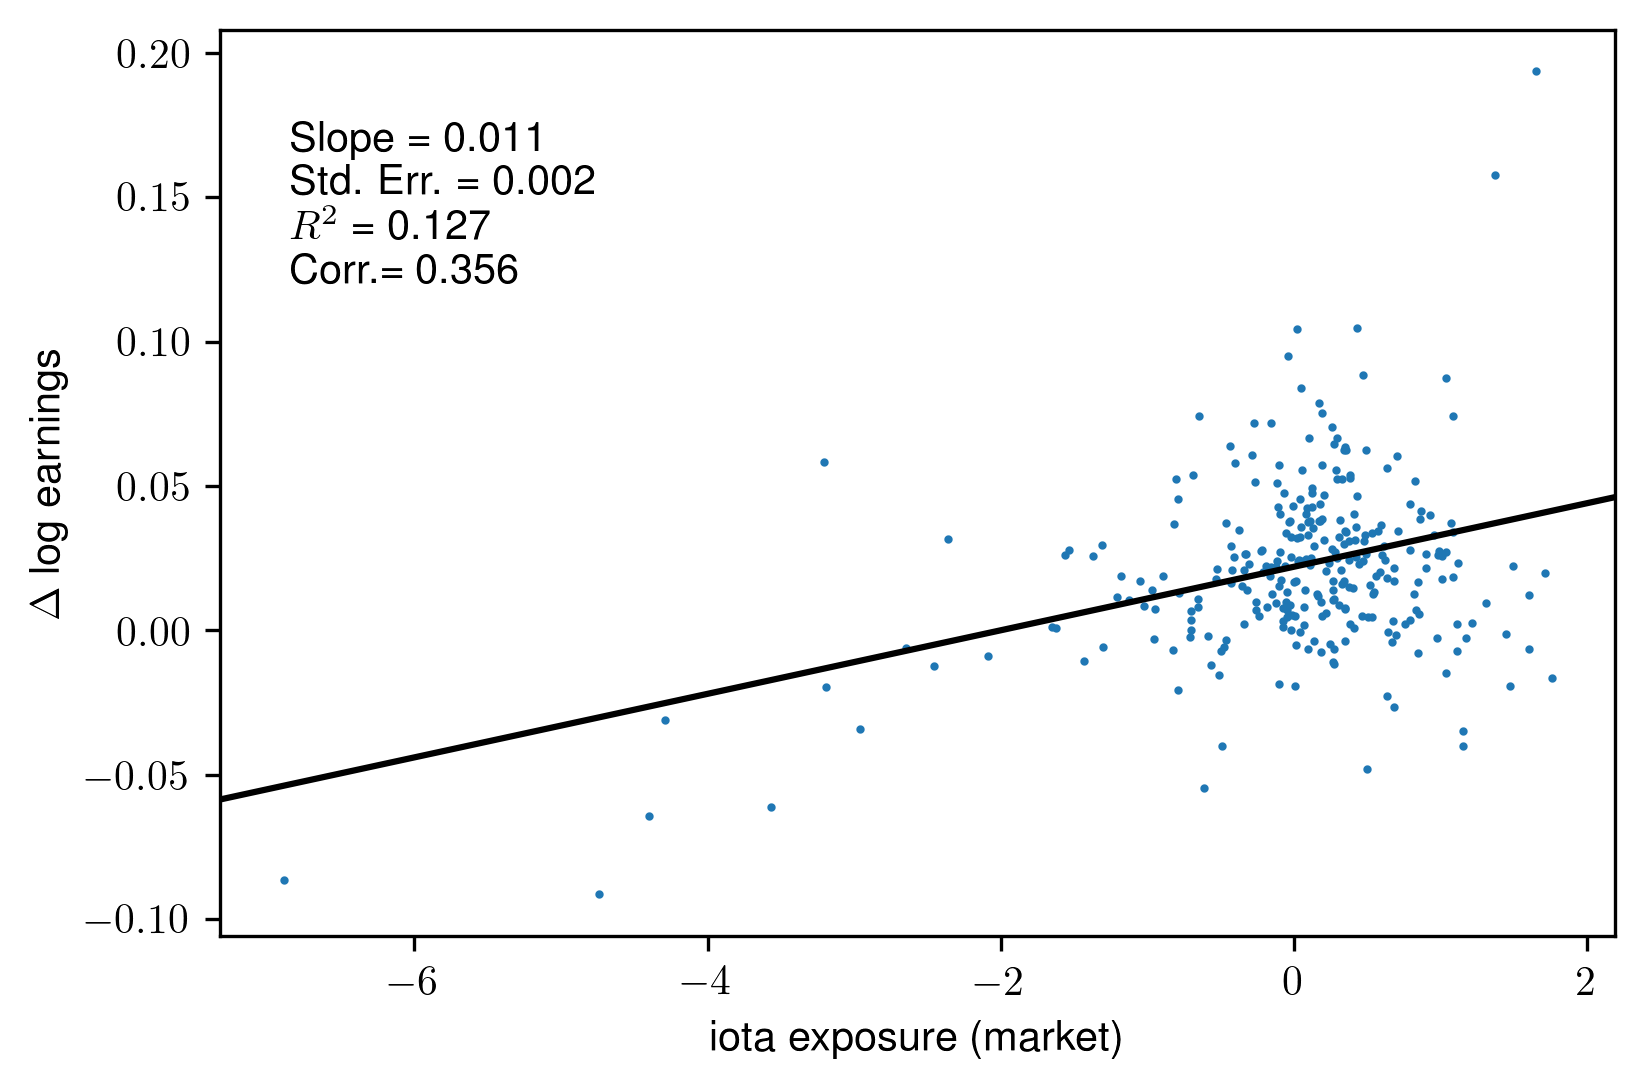 0.20
0.15
0.10
0.05
0.00
−0.05
−0.10
Δ log earnings
Slope = 0.011
Std. Err. = 0.002
R² = 0.127
Corr.= 0.356
−6
−4
−2
0
2
iota exposure (market)